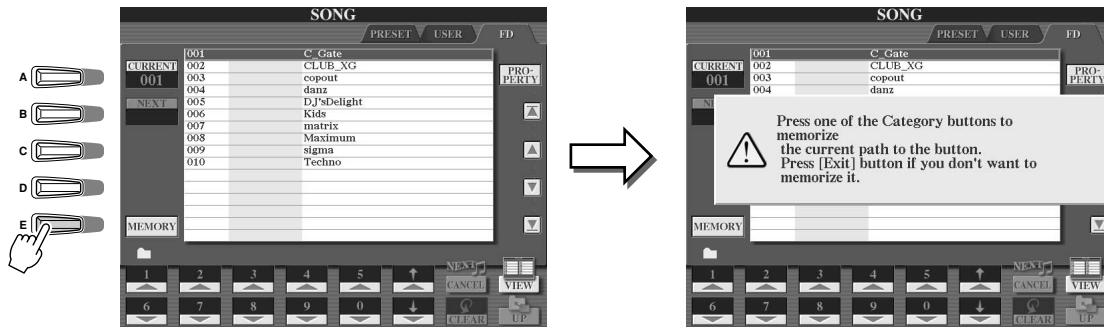 SONG
PRESET USER FD
A
B
C
D
E
CURRENT
001
NEXT
MEMORY
001 C_Gate
002 CLUB_XG
003 copout
004 danz
005 D.J'sDelight
006 Kids
007 matrix
008 Maximum
009 sigma
010 Techno
PRO-
PERTY
1 2 3 4 5
NEXT
CANCEL
VIEW
6 7 8 9 0
CLEAR
UP
SONG
PRESET USER FD
CURRENT
001
001 C_Gate
002 CLUB_XG
003 copout
004 danz
PRO-
PERTY
Press one of the Category buttons to
memorize
the current path to the button.
Press [Exit] button if you don't want to
memorize it.
MEMORY
1 2 3 4 5
NEXT
CANCEL
VIEW
6 7 8 9 0
CLEAR
UP